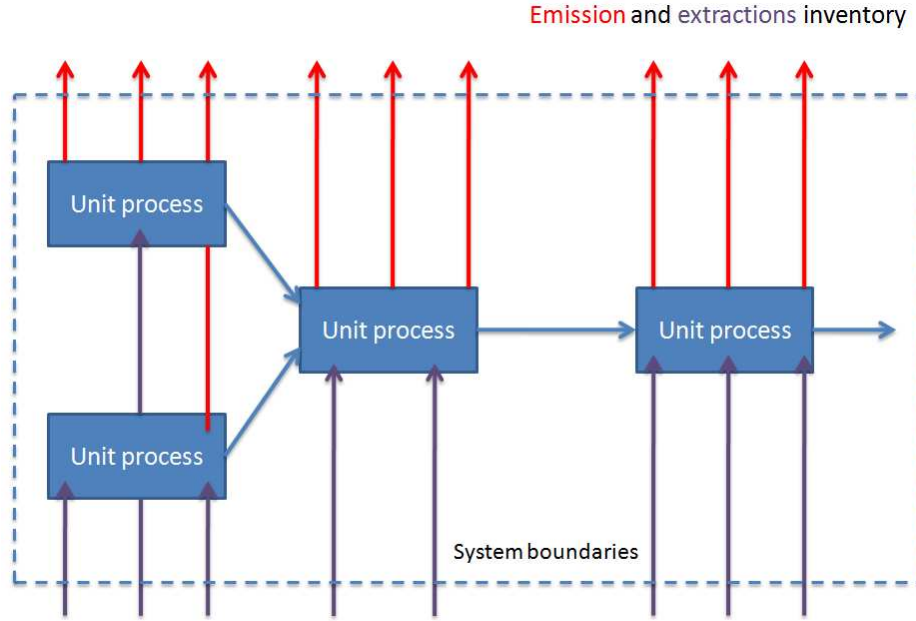 Emission and extractions inventory
Unit process
Unit process
Unit process
Unit process
System boundaries